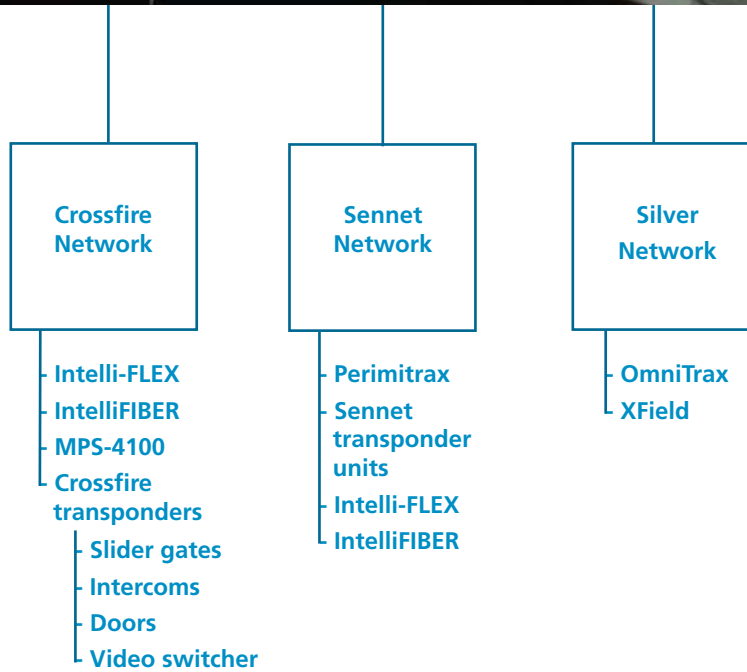 Crossfire
Network
- Intelli-FLEX
- IntelliFIBER
- MPS-4100
- Crossfire
transponders
- Slider gates
- Intercoms
- Doors
- Video switcher
Sennet
Network
- Perimitrax
- Sennet
transponder
units
- Intelli-FLEX
- IntelliFIBER
Silver
Network
- OmniTrax
- XField